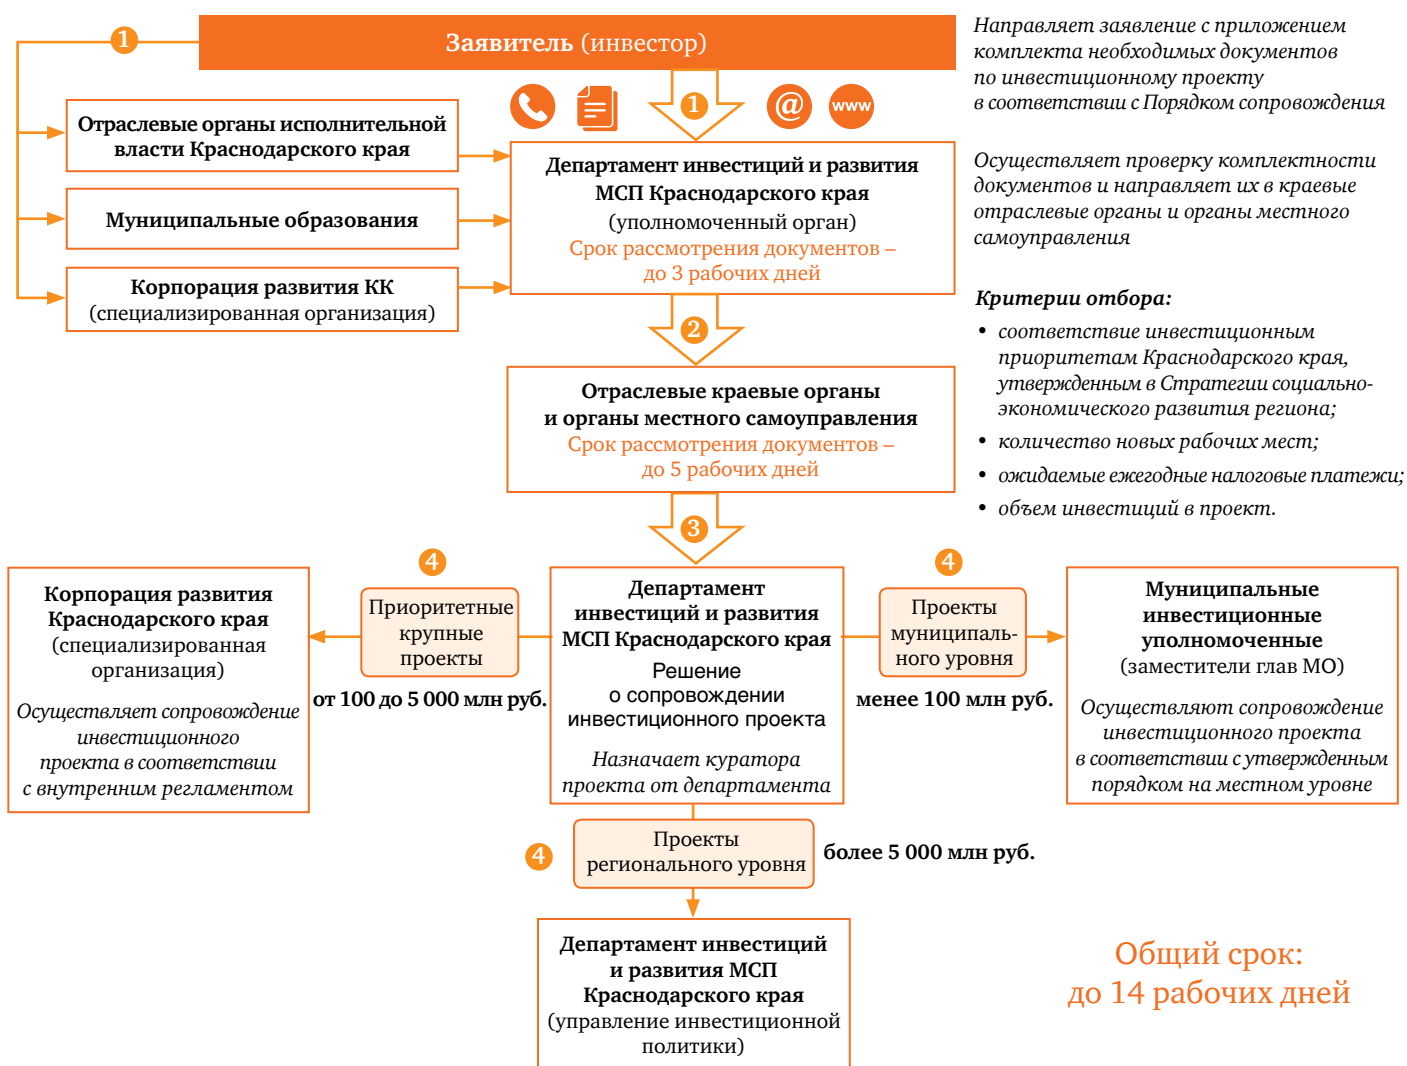 1
Заявитель (инвестор)
Направляет заявление с приложением
комплекта необходимых документов
по инвестиционному проекту
в соответствии с Порядком сопровождения
1
@
www
Отраслевые органы исполнительной
власти Краснодарского края
Муниципальные образования
Корпорация развития КК
(специализированная организация)
Департамент инвестиций и развития
МСП Краснодарского края
(уполномоченный орган)
Срок рассмотрения документов –
до 3 рабочих дней
Осуществляет проверку комплектности
документов и направляет их в краевые
отраслевые органы и органы местного
самоуправления
2
Отраслевые краевые органы
и органы местного самоуправления
Срок рассмотрения документов –
до 5 рабочих дней
Критерии отбора:
• соответствие инвестиционным
приоритетам Краснодарского края,
утвержденным в Стратегии социально-
экономического развития региона;
• количество новых рабочих мест;
• ожидаемые ежегодные налоговые платежи;
• объем инвестиций в проект.
3
Корпорация развития
Краснодарского края
(специализированная
организация)
Осуществляет сопровождение
инвестиционного
проекта в соответствии
с внутренним регламентом
4
Приоритетные
крупные
проекты
от 100 до 5 000 млн руб.
Департамент
инвестиций и развития
МСП Краснодарского края
Решение
о сопровождении
инвестиционного проекта
Назначает куратора
проекта от департамента
4
Проекты
муниципаль-
ного уровня
менее 100 млн руб.
Муниципальные
инвестиционные
уполномоченные
(заместители глав МО)
Осуществляют сопровождение
инвестиционного проекта
в соответствии с утвержденным
порядком на местном уровне
4
Проекты
регионального уровня
более 5 000 млн руб.
Департамент инвестиций
и развития МСП
Краснодарского края
(управление инвестиционной
политики)
Общий срок:
до 14 рабочих дней